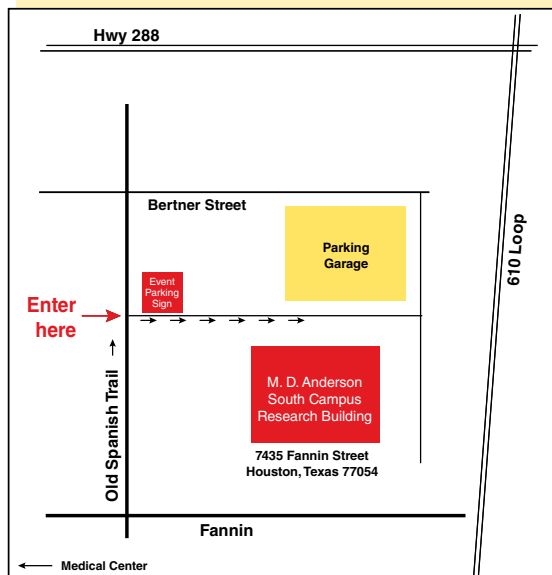 Hwy 288
Bertner Street
Parking
Garage
610 Loop
Event
Parking
Sign
Enter
here
Old Spanish Trail
M. D. Anderson
South Campus
Research Building
7435 Fannin Street
Houston, Texas 77054
Fannin
Medical Center